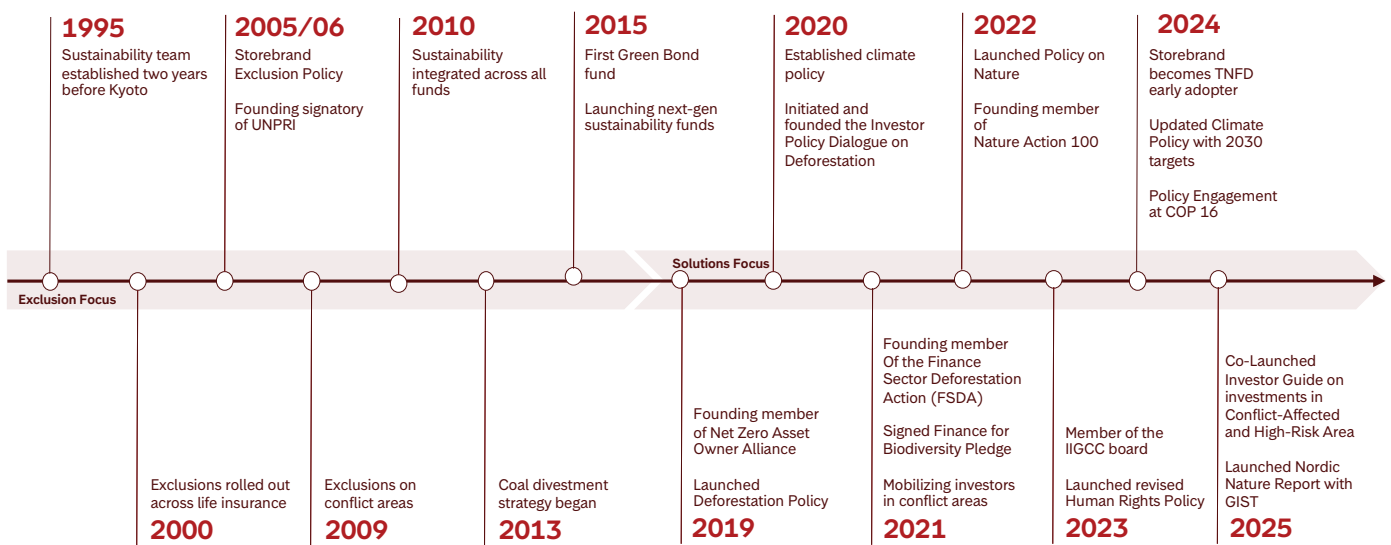 1995
Sustainability team
established two years
before Kyoto
2005/06
Storebrand
Exclusion Policy
Founding signatory
of UNPRI
2010
Sustainability
integrated across all
funds
2015
First Green Bond
fund
Launching next-gen
sustainability funds
2020
Established climate
policy
Initiated and
founded the Investor
Policy Dialogue on
Deforestation
2022
Launched Policy on
Nature
Founding member
of
Nature Action 100
2024
Storebrand
becomes TNFD
early adopter
Updated Climate
Policy with 2030
targets
Policy Engagement
at COP 16
Exclusion Focus
Solutions Focus
Exclusions rolled out
across life insurance
2000
Exclusions on
conflict areas
2009
Coal divestment
strategy began
2013
Founding member
of Net Zero Asset
Owner Alliance
Launched
Deforestation Policy
2019
Founding member
Of the Finance
Sector Deforestation
Action (FSDA)
Signed Finance for
Biodiversity Pledge
Mobilizing investors
in conflict areas
2021
Member of the
IIGCC board
Launched revised
Human Rights Policy
2023
Co-Launched
Investor Guide on
investments in
Conflict-Affected
and High-Risk Area
Launched Nordic
Nature Report with
GIST
2025